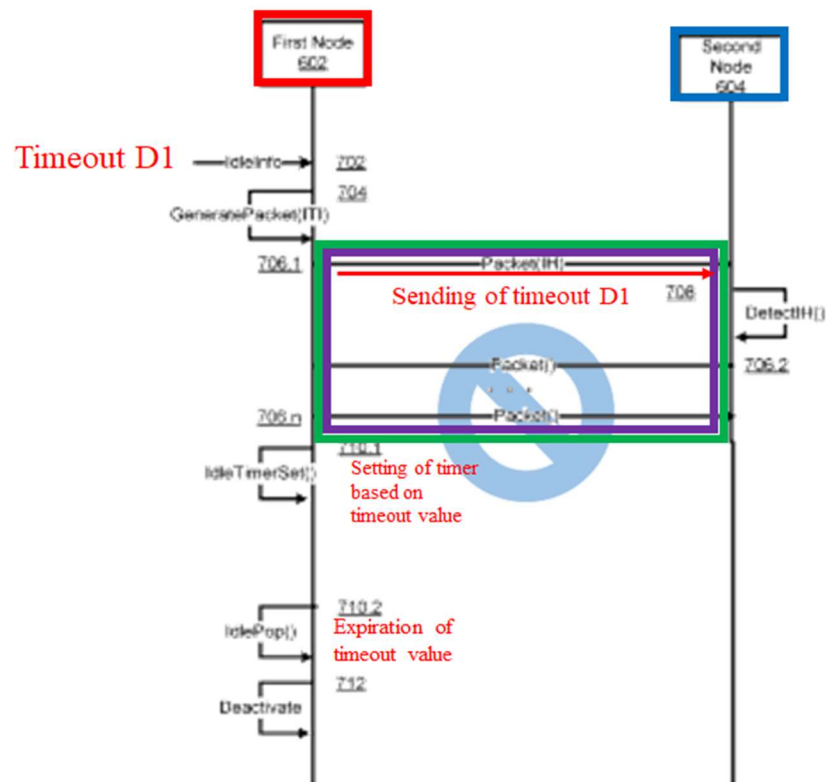 First Node
602
Second
Node
604
Timeout D1
IdleInfo
702
704
GeneratePacket(ITI)
706.1
Packet(IH)
Sending of timeout D1
708
DetectIH()
Packet()
706.2
. . .
706.n
Packet()
710.1
IdleTimerSet()
Setting of timer
based on
timeout value
710.2
IdlePop()
Expiration of
timeout value
712
Deactivate